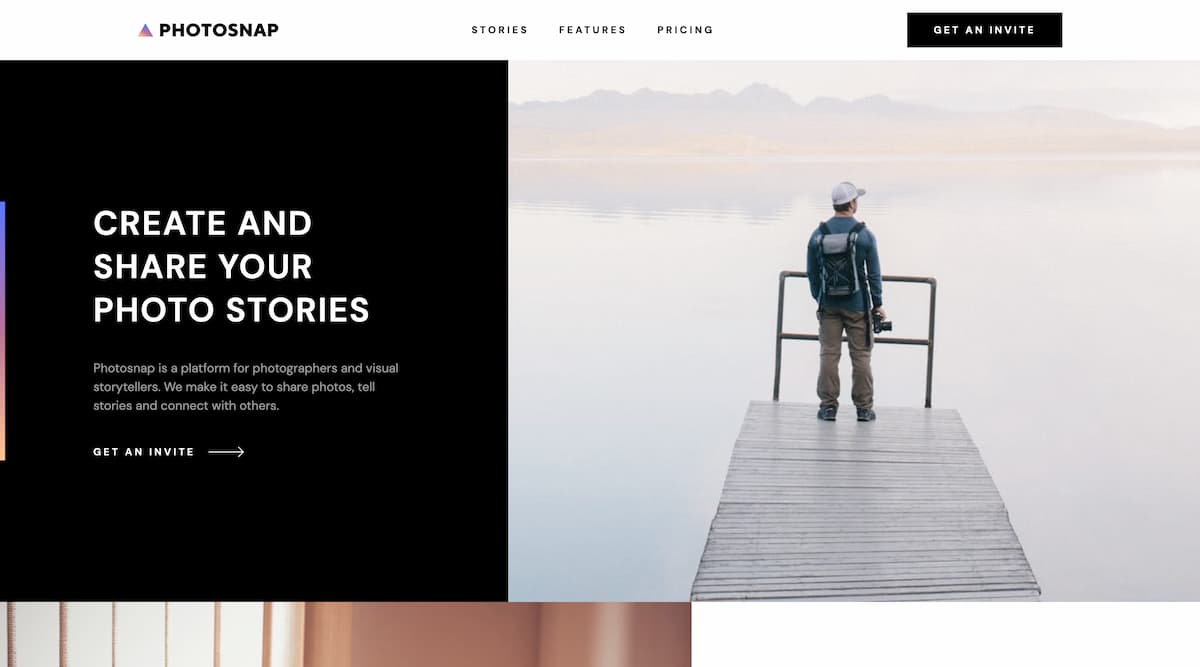 PHOTOSNAP
STORIES
FEATURES
PRICING
GET AN INVITE
CREATE AND
SHARE YOUR
PHOTO STORIES
Photosnap is a platform for photographers and visual
storytellers. We make it easy to share photos, tell
stories and connect with others.
GET AN INVITE